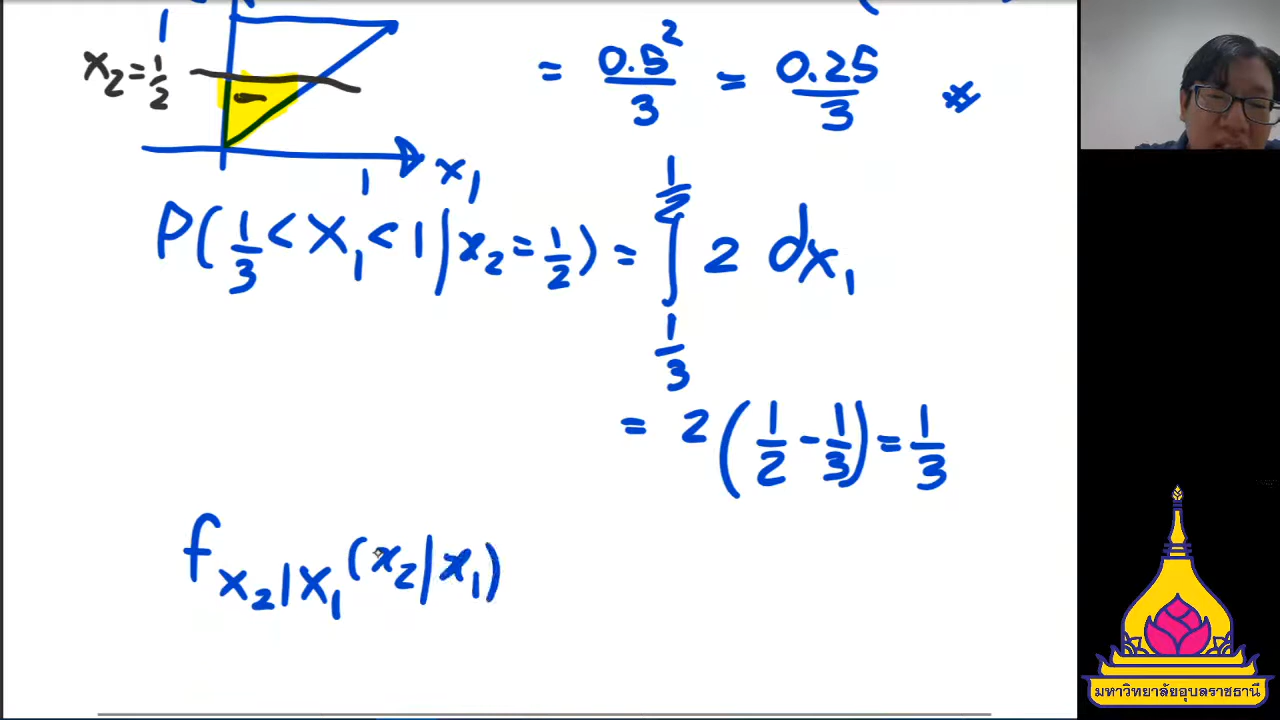 1
x₂ = 1/2
= 0.5²/3 = 0.25/3 *
1 x₁
P(1/3 < X₁ < 1 | x₂ = 1/2) = ∫_{1/3}^{1/2} 2 dx₁
= 2(1/2 - 1/3) = 1/3
f_{X₂|X₁}(x₂|x₁)
มหาวิทยาลัยอุบลราชธานี